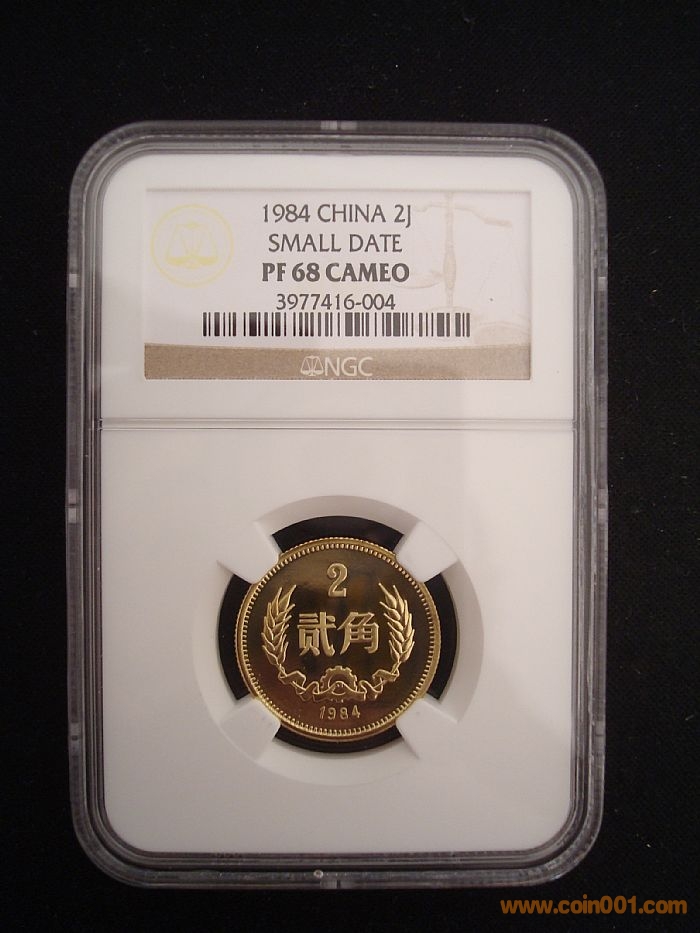 1984 CHINA 2J
SMALL DATE
PF 68 CAMEO
3977416-004
NGC
2
贰角
1984
www.coin001.com